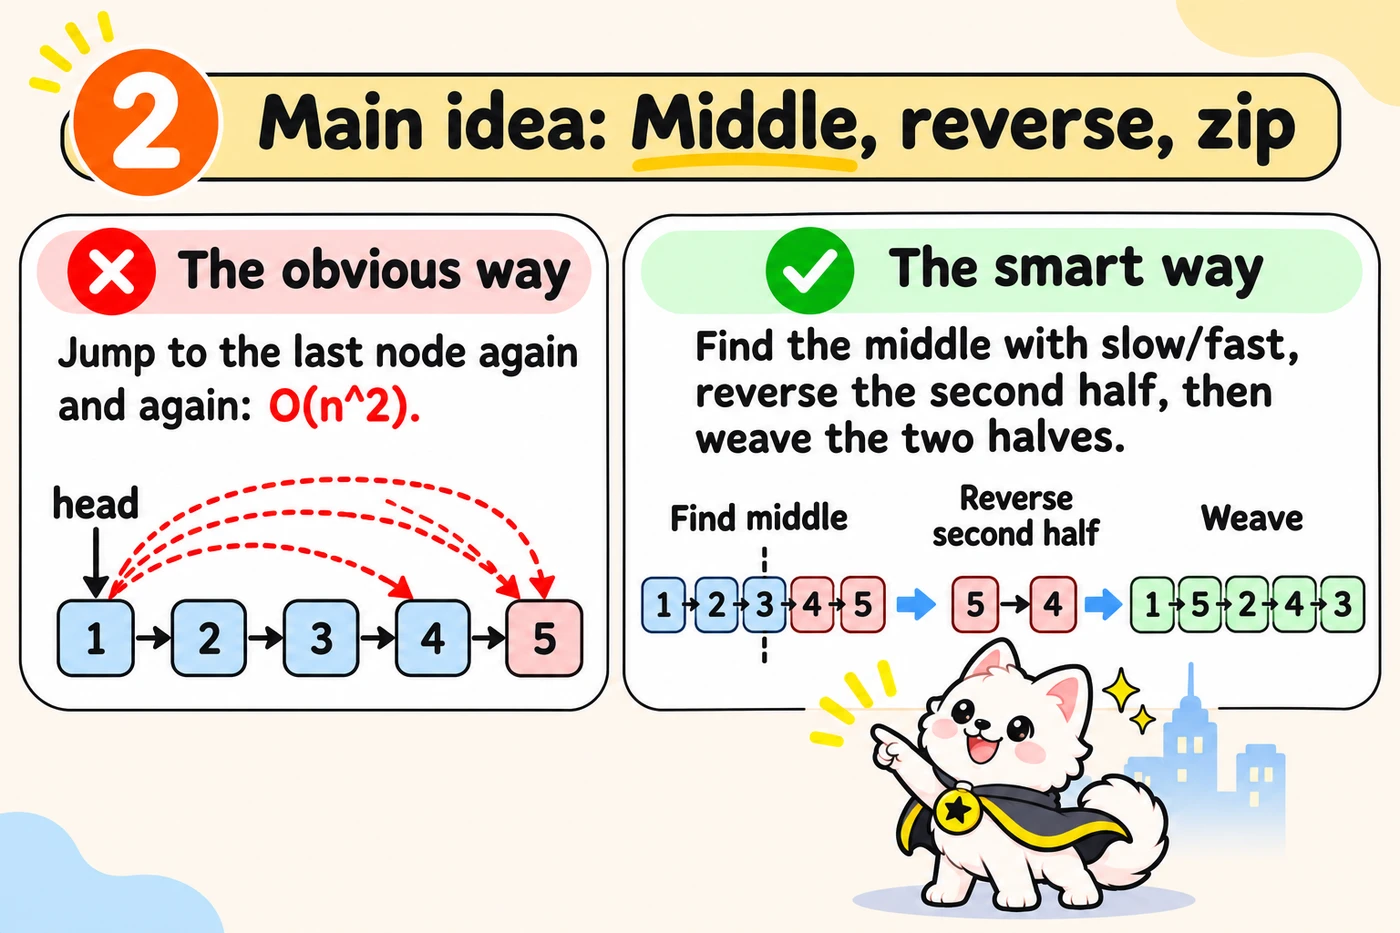 2
Main idea: Middle, reverse, zip
The obvious way
Jump to the last node again
and again: O(n^2).
head
1 2 3 4 5
The smart way
Find the middle with slow/fast,
reverse the second half, then
weave the two halves.
Find middle
1 2 3 4 5
Reverse
second half
5 4
Weave
1 5 2 4 3